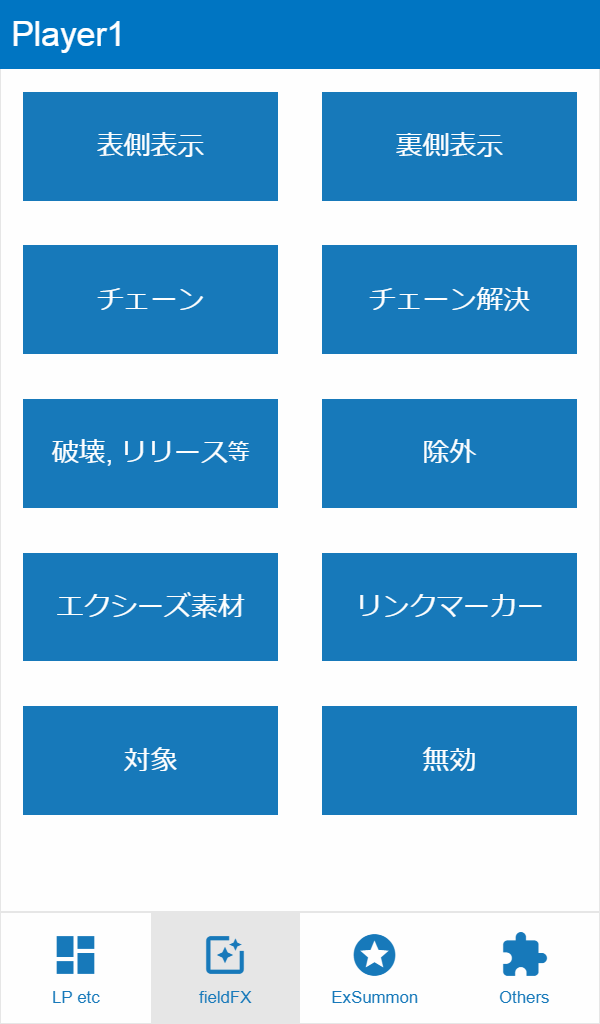 Player1
表側表示
裏側表示
チェーン
チェーン解決
破壊, リリース等
除外
エクシーズ素材
リンクマーカー
対象
無効
LP etc
fieldFX
ExSummon
Others